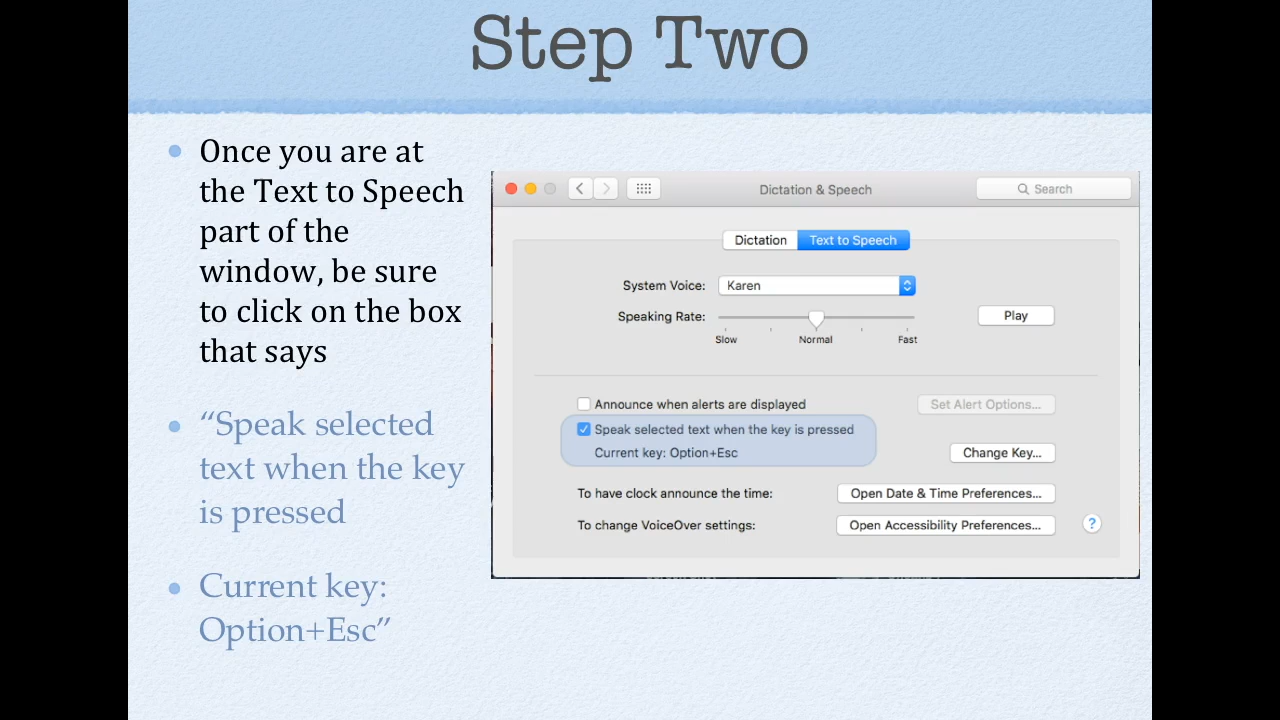 Step Two
Once you are at
the Text to Speech
part of the
window, be sure
to click on the box
that says
“Speak selected
text when the key
is pressed
Current key:
Option+Esc”
Dictation & Speech
Search
Dictation
Text to Speech
System Voice:
Karen
Speaking Rate:
Play
Slow
Normal
Fast
Announce when alerts are displayed
Set Alert Options...
Speak selected text when the key is pressed
Current key: Option+Esc
Change Key...
To have clock announce the time:
Open Date & Time Preferences...
To change VoiceOver settings:
Open Accessibility Preferences...
?